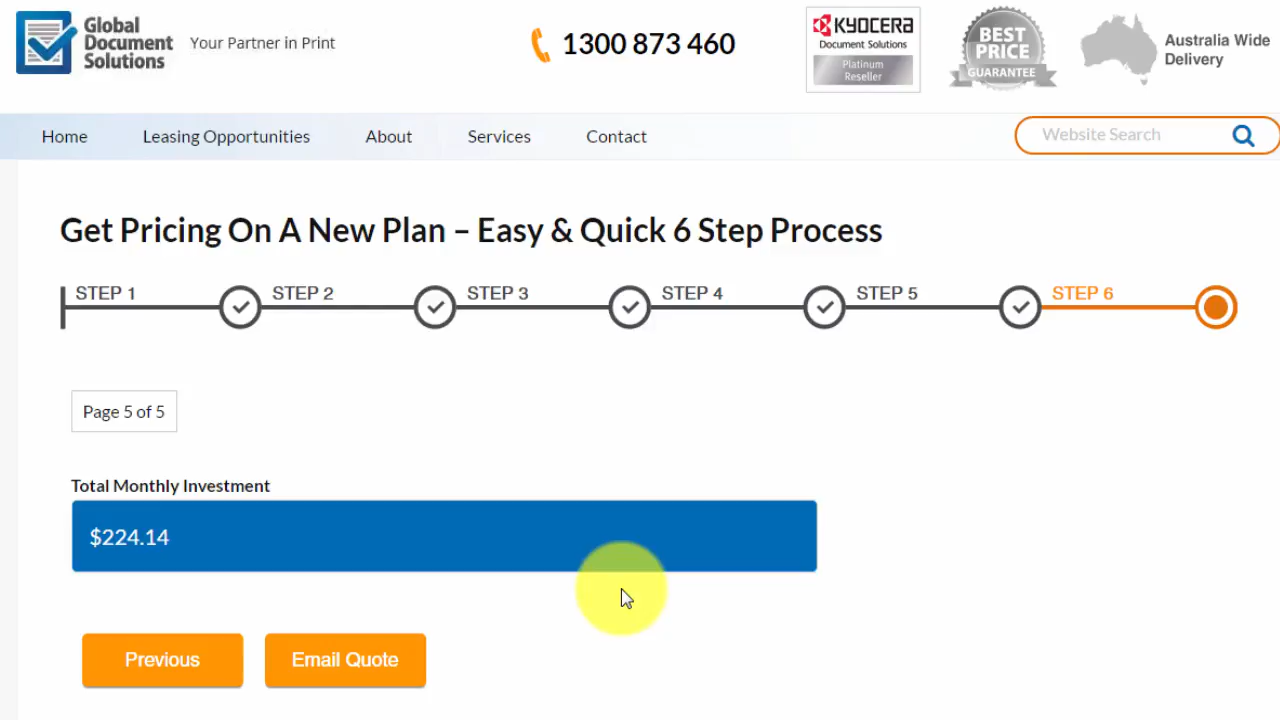 Global
Document
Solutions
Your Partner in Print
1300 873 460
KYOCERA
Document Solutions
Platinum
Reseller
BEST
PRICE
GUARANTEE
Australia Wide
Delivery
Home Leasing Opportunities About Services Contact Website Search
Get Pricing On A New Plan – Easy & Quick 6 Step Process
STEP 1 STEP 2 STEP 3 STEP 4 STEP 5 STEP 6
Page 5 of 5
Total Monthly Investment
$224.14
Previous Email Quote